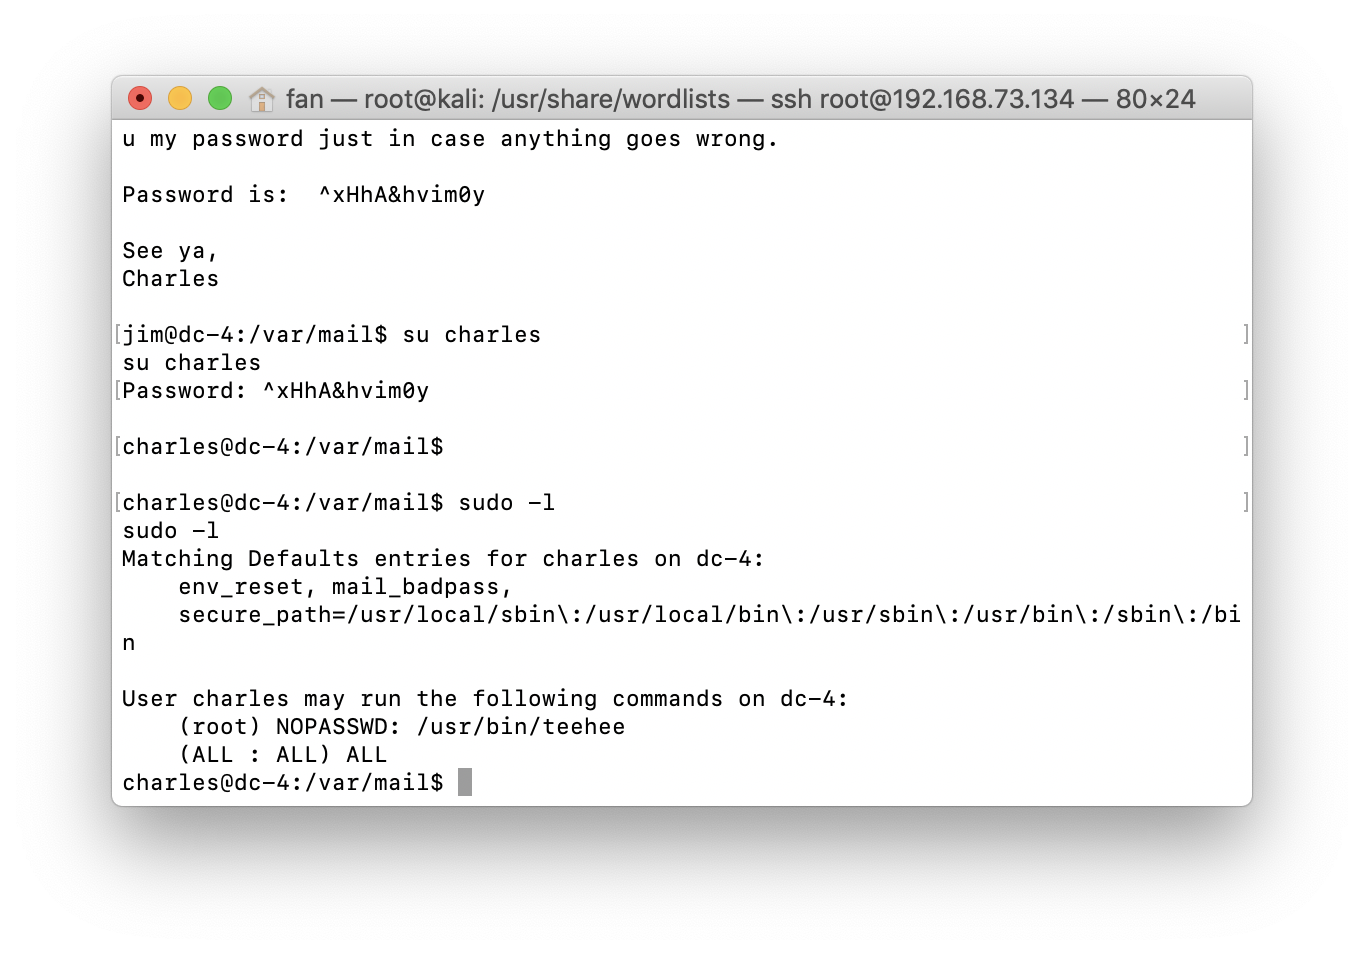 fan — root@kali: /usr/share/wordlists — ssh root@192.168.73.134 — 80×24
u my password just in case anything goes wrong.
Password is:  ^xHhA&hvim0y
See ya,
Charles
[jim@dc-4:/var/mail$ su charles ]
su charles
[Password: ^xHhA&hvim0y ]
[charles@dc-4:/var/mail$ ]
[charles@dc-4:/var/mail$ sudo -l ]
sudo -l
Matching Defaults entries for charles on dc-4:
    env_reset, mail_badpass,
    secure_path=/usr/local/sbin\:/usr/local/bin\:/usr/sbin\:/usr/bin\:/sbin\:/bi
n
User charles may run the following commands on dc-4:
    (root) NOPASSWD: /usr/bin/teehee
    (ALL : ALL) ALL
charles@dc-4:/var/mail$